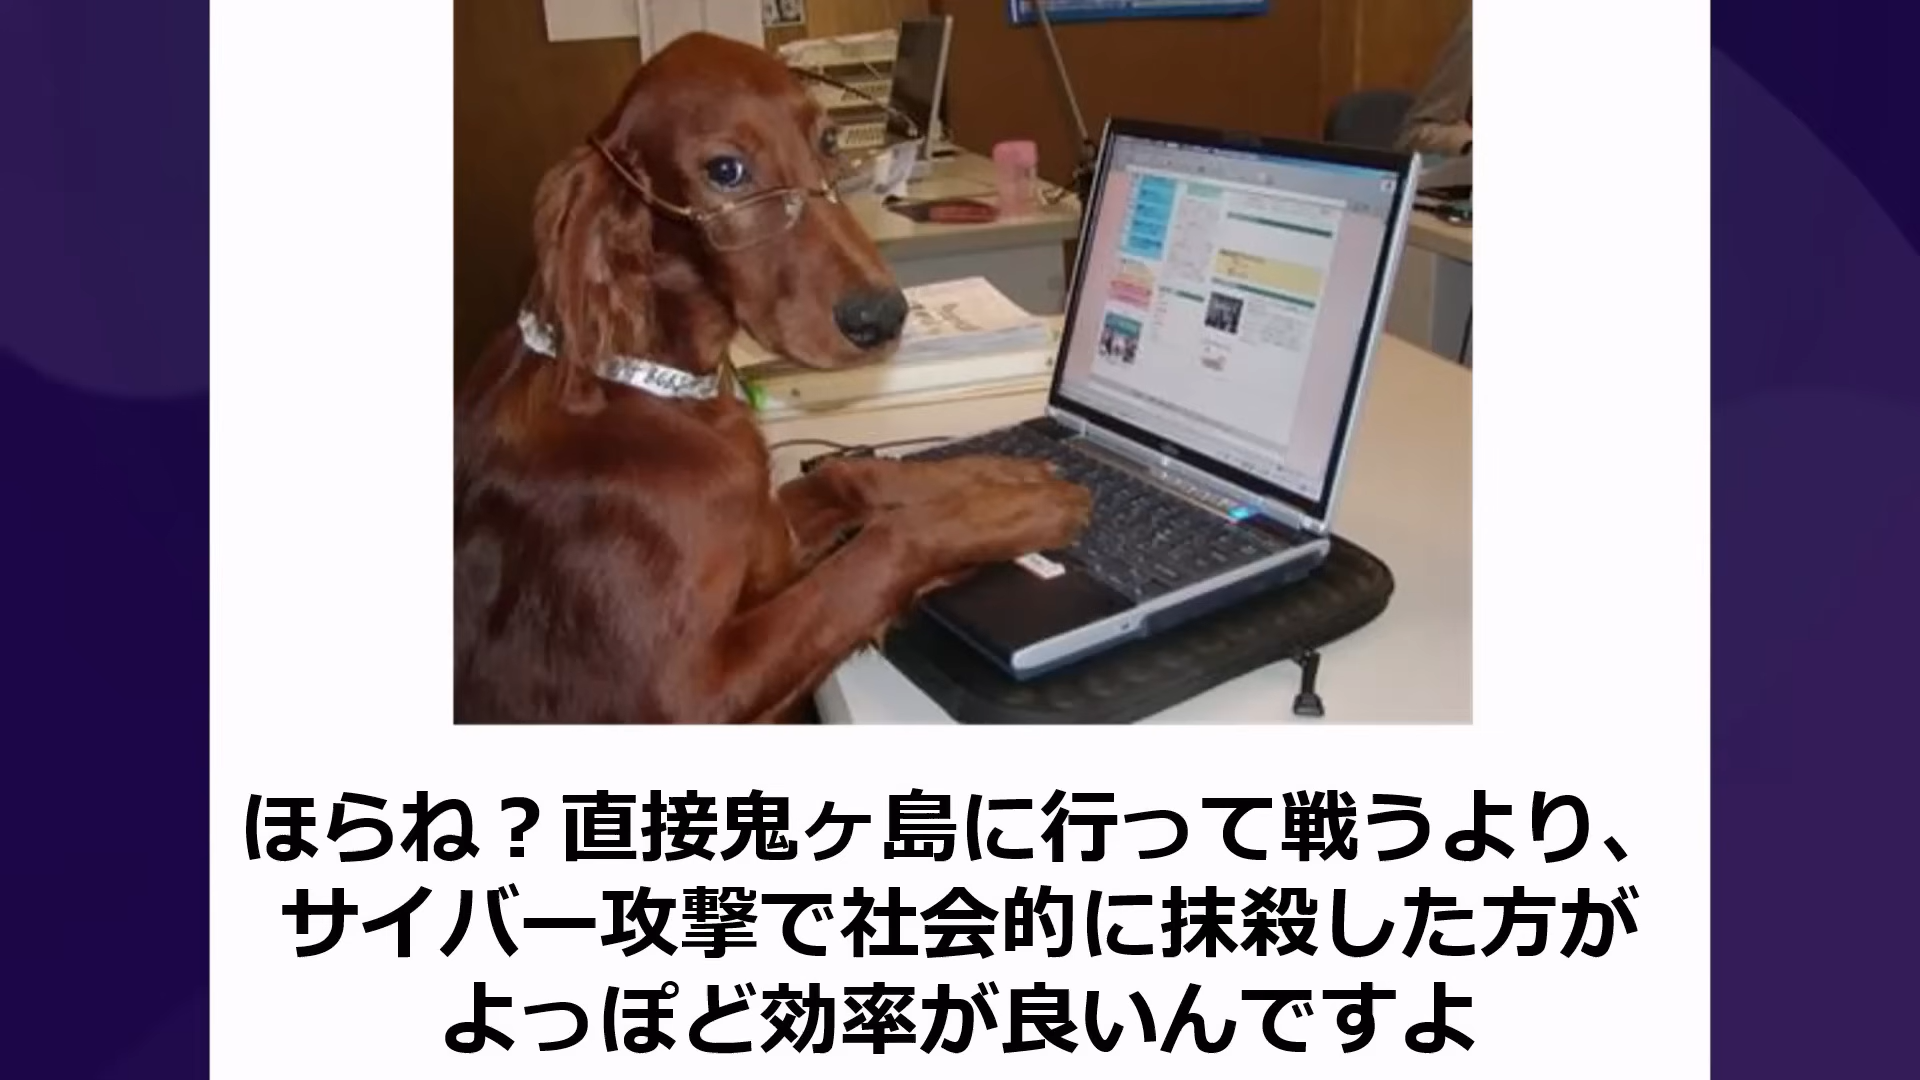 ほらね？直接鬼ヶ島に行って戦うより、
サイバー攻撃で社会的に抹殺した方が
よっぽど効率が良いんですよ